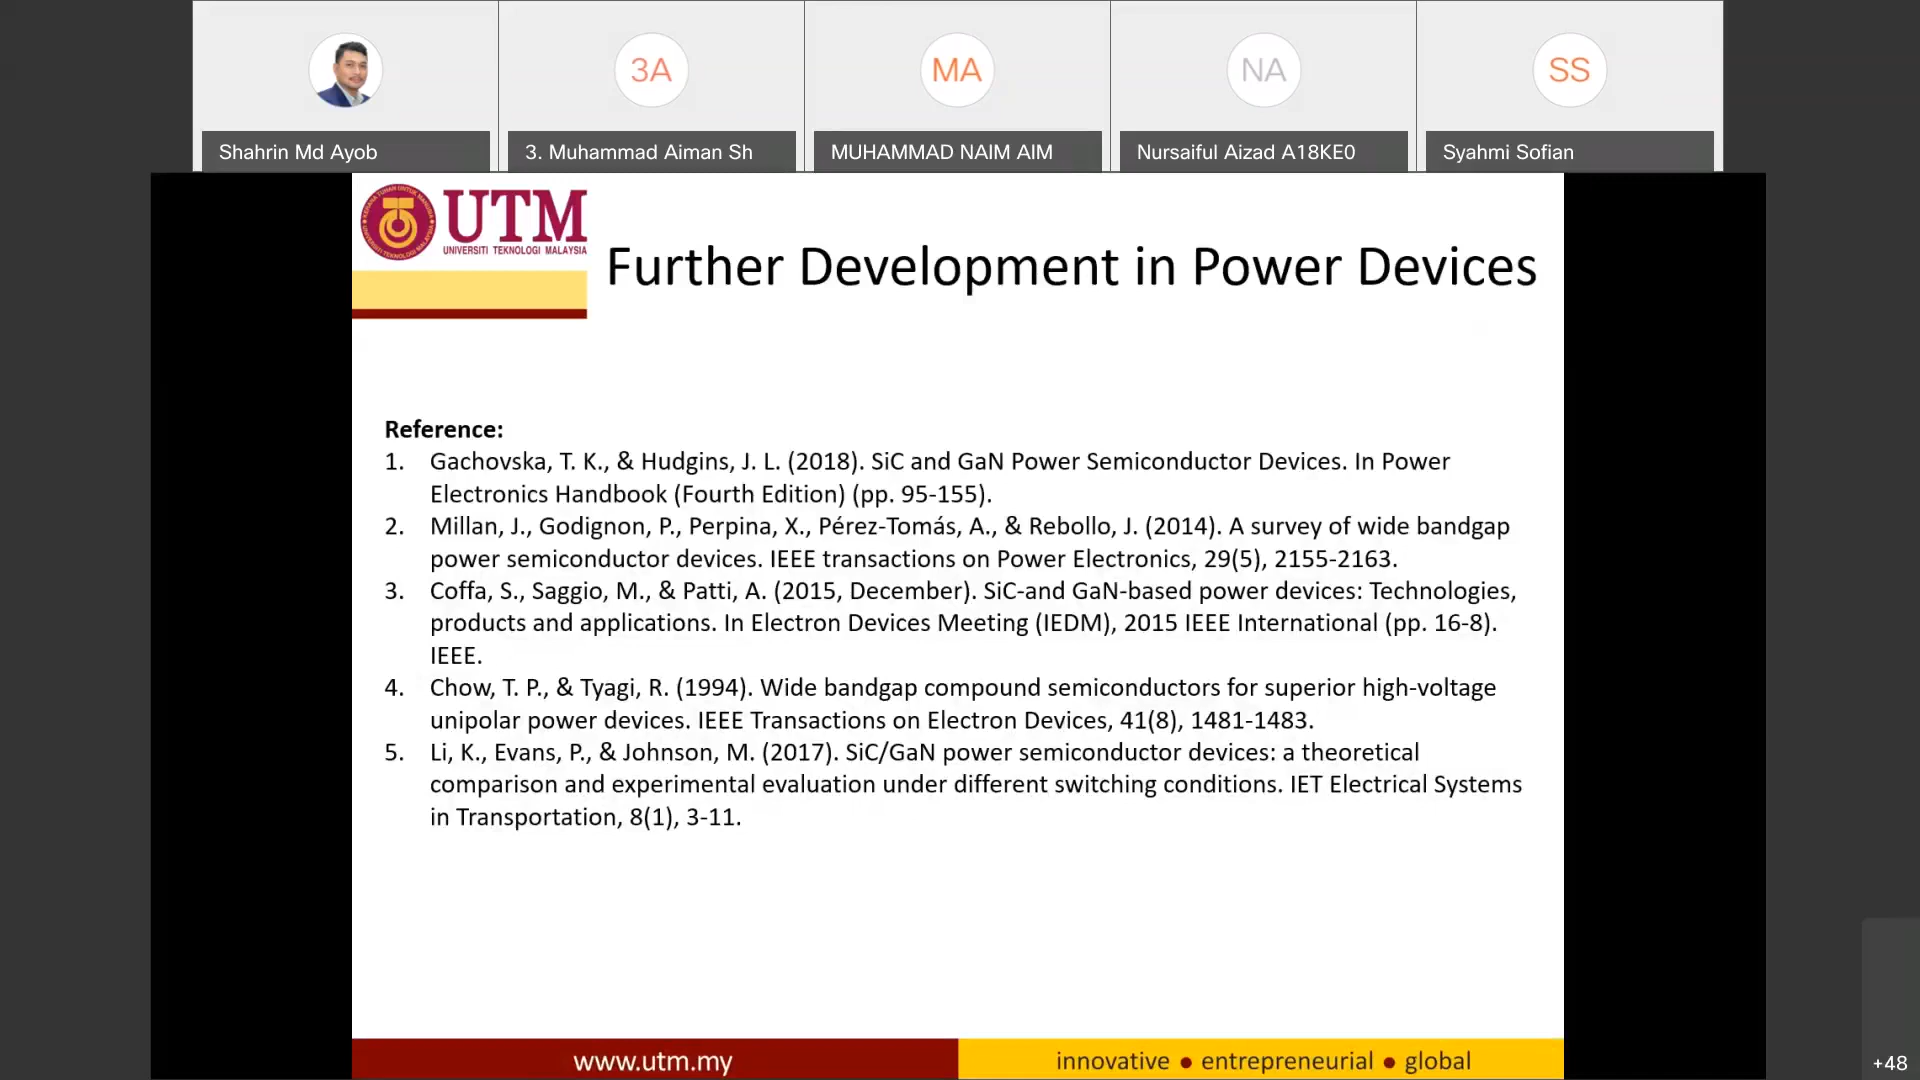 3A
MA
NA
SS
Shahrin Md Ayob
3. Muhammad Aiman Sh
MUHAMMAD NAIM AIM
Nursaiful Aizad A18KE0
Syahmi Sofian
UTM
UNIVERSITI TEKNOLOGI MALAYSIA
Further Development in Power Devices
Reference:
1. Gachovska, T. K., & Hudgins, J. L. (2018). SiC and GaN Power Semiconductor Devices. In Power
Electronics Handbook (Fourth Edition) (pp. 95-155).
2. Millan, J., Godignon, P., Perpina, X., Pérez-Tomás, A., & Rebollo, J. (2014). A survey of wide bandgap
power semiconductor devices. IEEE transactions on Power Electronics, 29(5), 2155-2163.
3. Coffa, S., Saggio, M., & Patti, A. (2015, December). SiC-and GaN-based power devices: Technologies,
products and applications. In Electron Devices Meeting (IEDM), 2015 IEEE International (pp. 16-8).
IEEE.
4. Chow, T. P., & Tyagi, R. (1994). Wide bandgap compound semiconductors for superior high-voltage
unipolar power devices. IEEE Transactions on Electron Devices, 41(8), 1481-1483.
5. Li, K., Evans, P., & Johnson, M. (2017). SiC/GaN power semiconductor devices: a theoretical
comparison and experimental evaluation under different switching conditions. IET Electrical Systems
in Transportation, 8(1), 3-11.
www.utm.my
innovative ● entrepreneurial ● global
+48